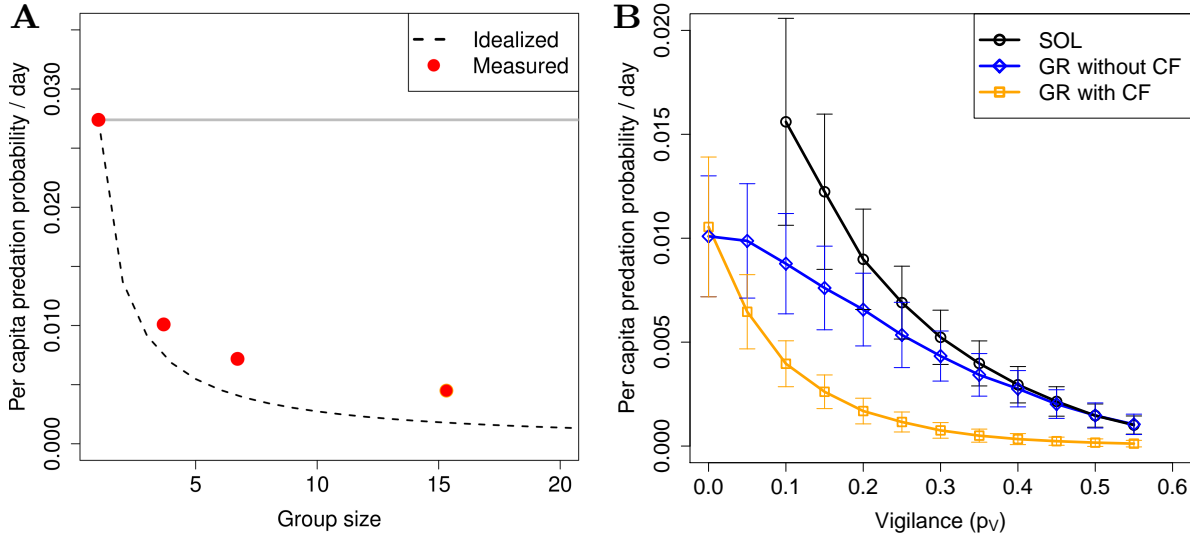 A
Per capita predation probability / day
0.030
0.020
0.010
0.000
Idealized
Measured
5
10
15
20
Group size
B
Per capita predation probability / day
0.020
0.015
0.010
0.005
0.000
SOL
GR without CF
GR with CF
0.0
0.1
0.2
0.3
0.4
0.5
0.6
Vigilance (pV)